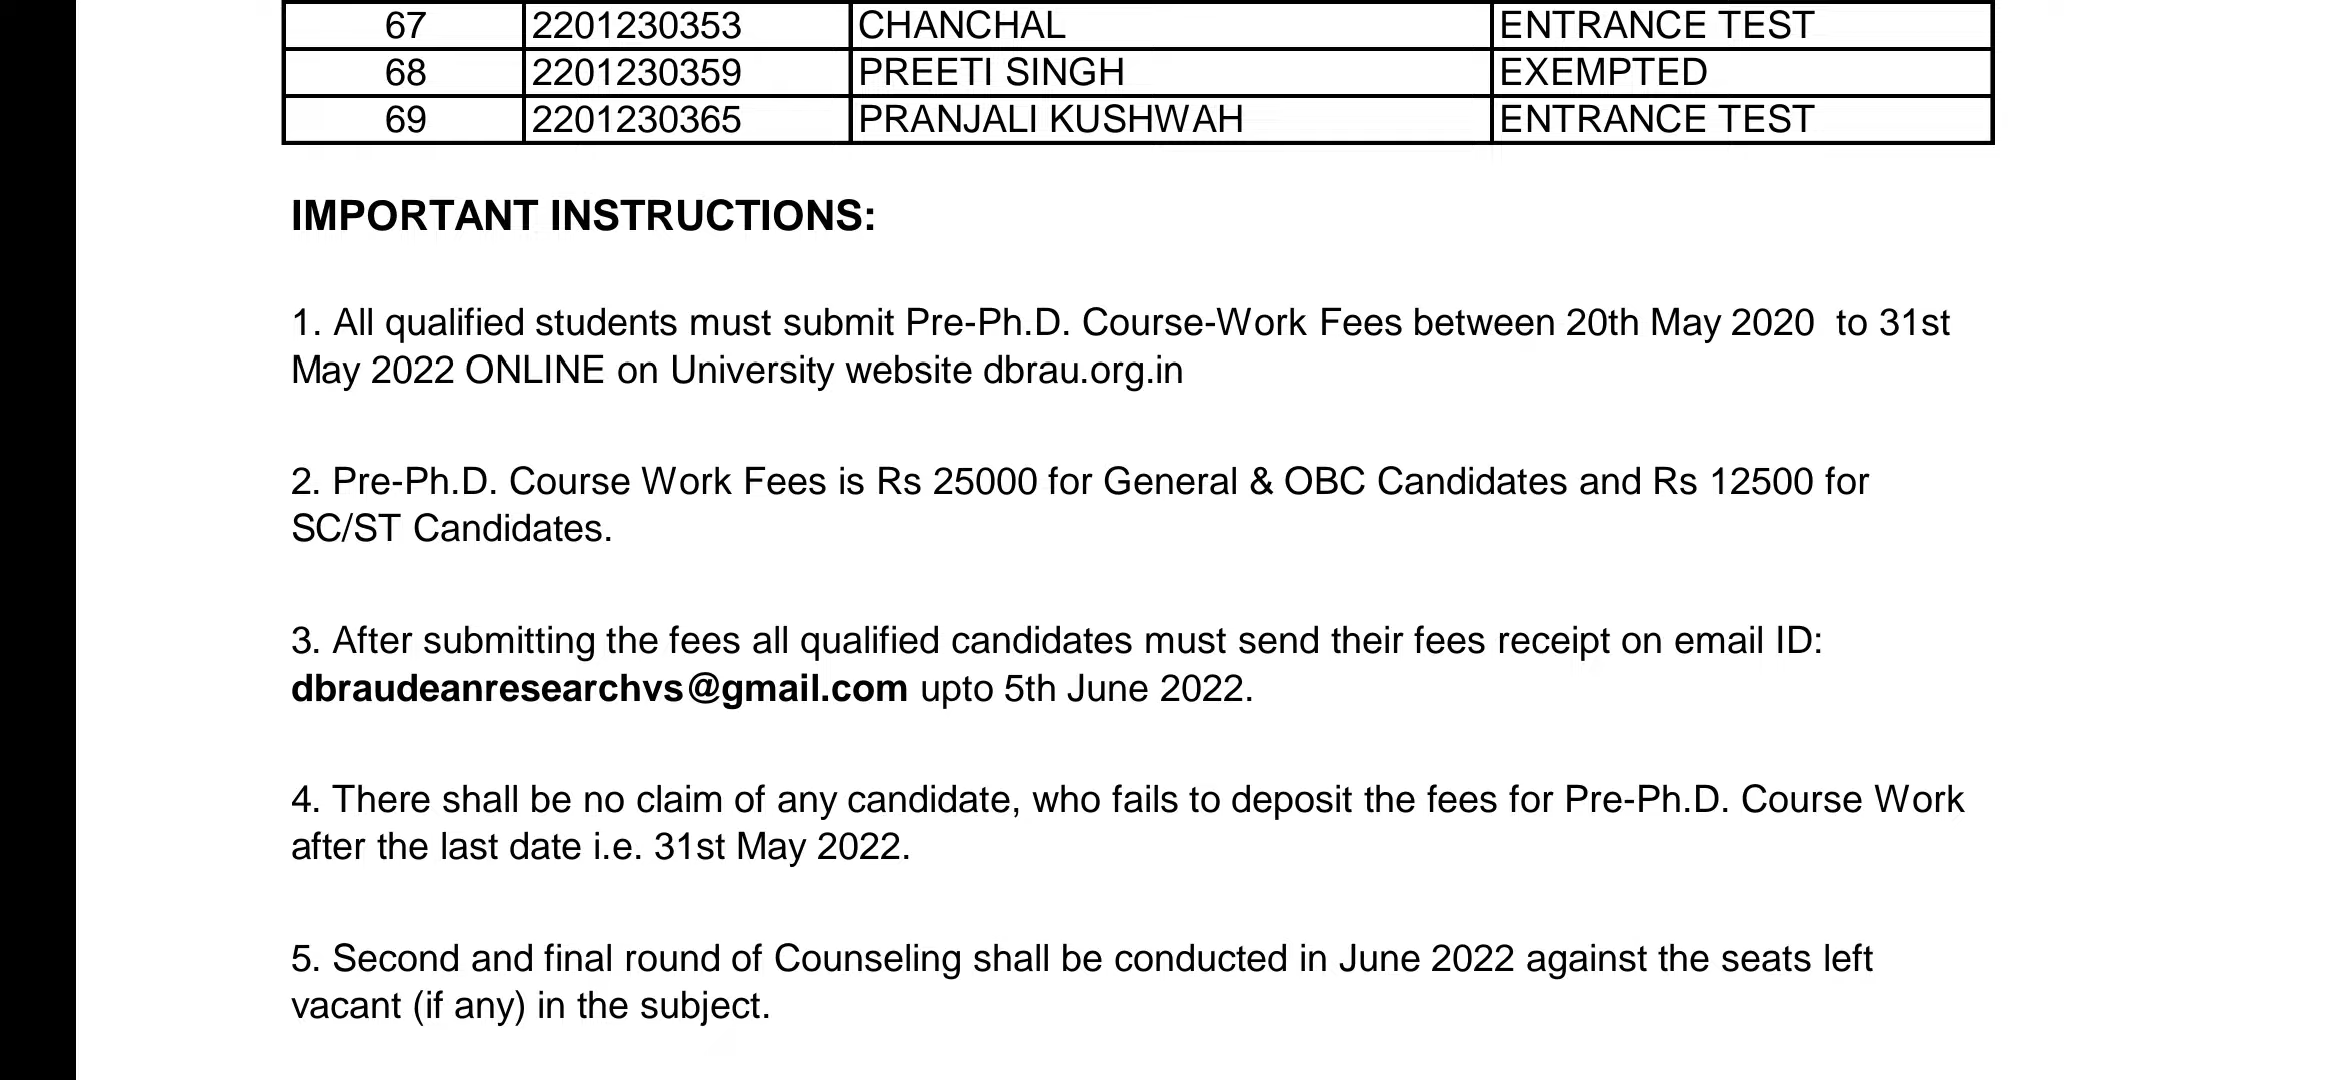 67 2201230353 CHANCHAL ENTRANCE TEST
68 2201230359 PREETI SINGH EXEMPTED
69 2201230365 PRANJALI KUSHWAH ENTRANCE TEST
IMPORTANT INSTRUCTIONS:
1. All qualified students must submit Pre-Ph.D. Course-Work Fees between 20th May 2020  to 31st
May 2022 ONLINE on University website dbrau.org.in
2. Pre-Ph.D. Course Work Fees is Rs 25000 for General & OBC Candidates and Rs 12500 for
SC/ST Candidates.
3. After submitting the fees all qualified candidates must send their fees receipt on email ID:
dbraudeanresearchvs@gmail.com upto 5th June 2022.
4. There shall be no claim of any candidate, who fails to deposit the fees for Pre-Ph.D. Course Work
after the last date i.e. 31st May 2022.
5. Second and final round of Counseling shall be conducted in June 2022 against the seats left
vacant (if any) in the subject.